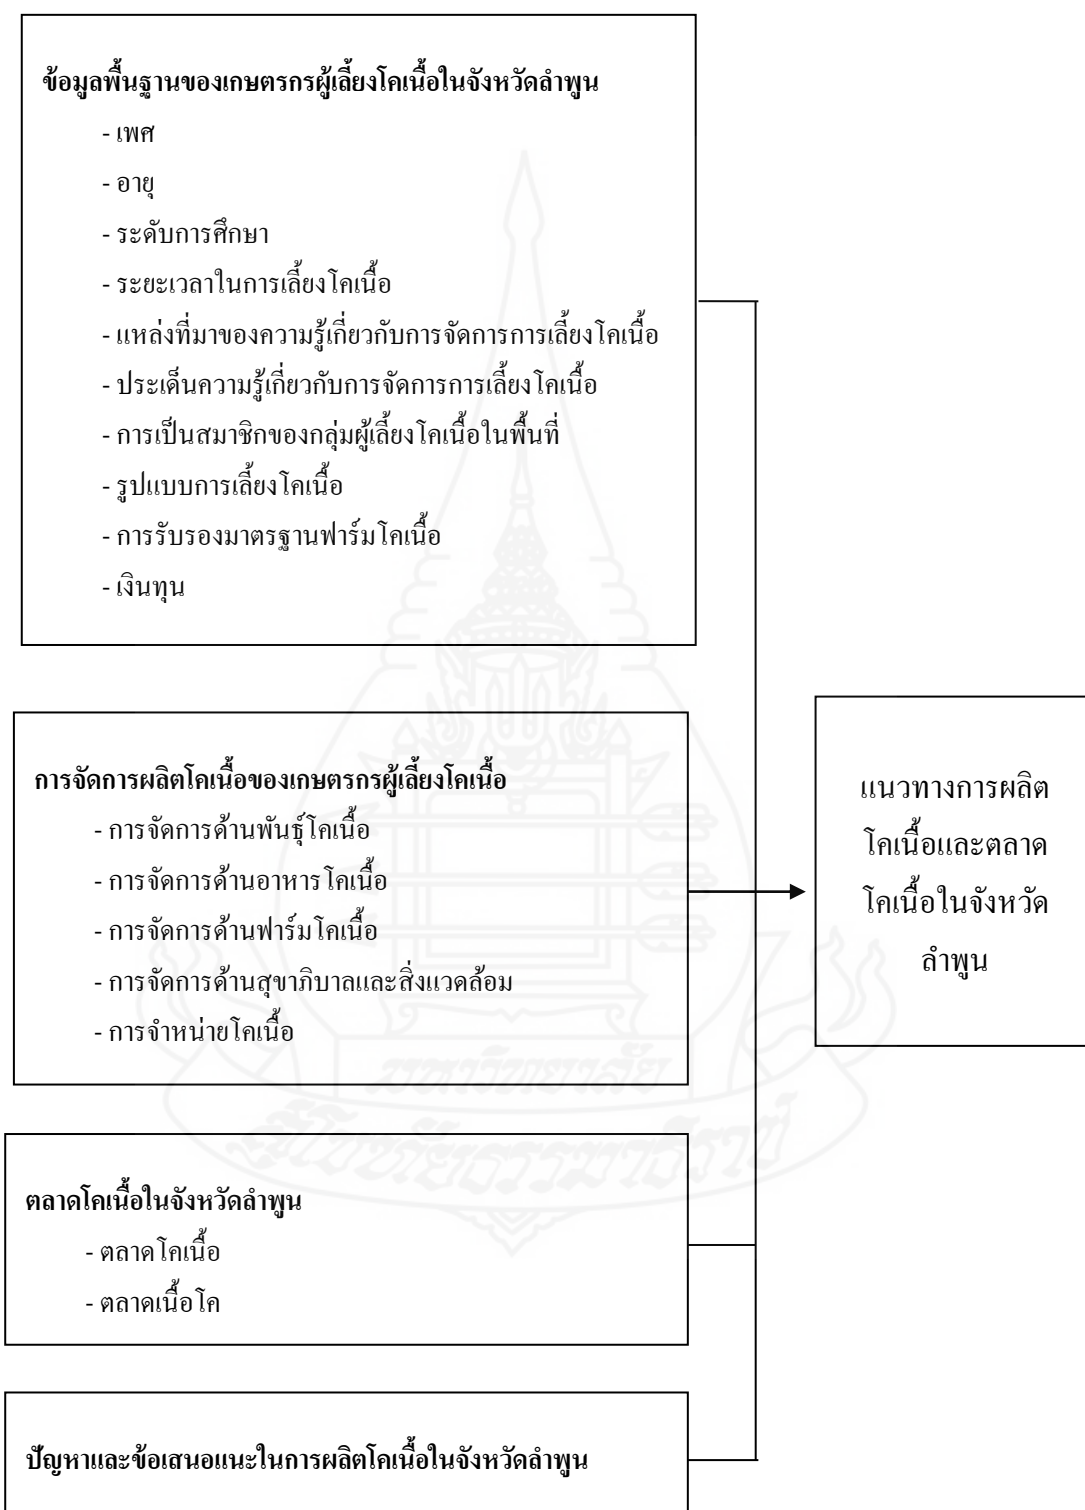 ข้อมูลพื้นฐานของเกษตรกรผู้เลี้ยงโคเนื้อในจังหวัดลำพูน
- เพศ
- อายุ
- ระดับการศึกษา
- ระยะเวลาในการเลี้ยงโคเนื้อ
- แหล่งที่มาของความรู้เกี่ยวกับการจัดการการเลี้ยงโคเนื้อ
- ประเด็นความรู้เกี่ยวกับการจัดการการเลี้ยงโคเนื้อ
- การเป็นสมาชิกของกลุ่มผู้เลี้ยงโคเนื้อในพื้นที่
- รูปแบบการเลี้ยงโคเนื้อ
- การรับรองมาตรฐานฟาร์มโคเนื้อ
- เงินทุน
การจัดการผลิตโคเนื้อของเกษตรกรผู้เลี้ยงโคเนื้อ
- การจัดการด้านพันธุ์โคเนื้อ
- การจัดการด้านอาหารโคเนื้อ
- การจัดการด้านฟาร์มโคเนื้อ
- การจัดการด้านสุขาภิบาลและสิ่งแวดล้อม
- การจำหน่ายโคเนื้อ
แนวทางการผลิต
โคเนื้อและตลาด
โคเนื้อในจังหวัด
ลำพูน
มหาวิทยาลัย
สุโขทัยธรรมาธิราช
ตลาดโคเนื้อในจังหวัดลำพูน
- ตลาดโคเนื้อ
- ตลาดเนื้อโค
ปัญหาและข้อเสนอแนะในการผลิตโคเนื้อในจังหวัดลำพูน